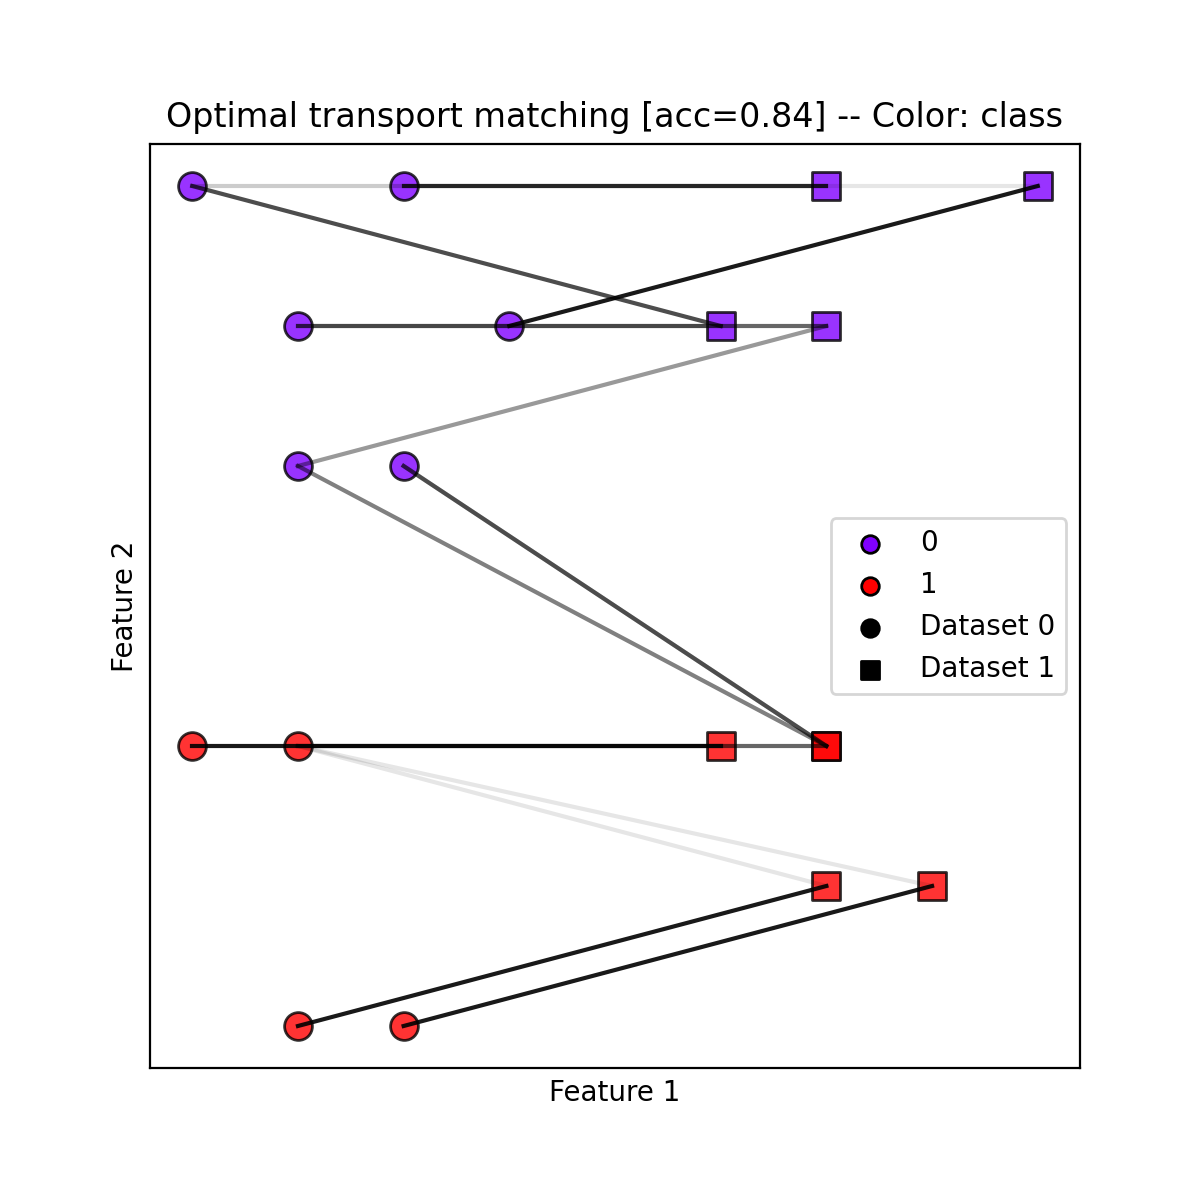 Optimal transport matching [acc=0.84] -- Color: class
Feature 2
0
1
Dataset 0
Dataset 1
Feature 1